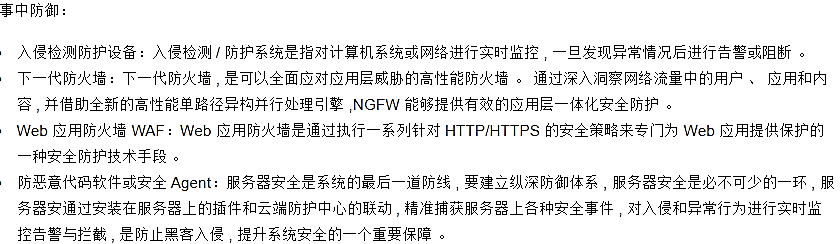 事中防御：
• 入侵检测防护设备：入侵检测 / 防护系统是指对计算机系统或网络进行实时监控 , 一旦发现异常情况后进行告警或阻断 。
• 下一代防火墙：下一代防火墙 , 是可以全面应对应用层威胁的高性能防火墙 。 通过深入洞察网络流量中的用户 、 应用和内
容 , 并借助全新的高性能单路径异构并行处理引擎 ,NGFW 能够提供有效的应用层一体化安全防护 。
• Web 应用防火墙 WAF：Web 应用防火墙是通过执行一系列针对 HTTP/HTTPS 的安全策略来专门为 Web 应用提供保护的
一种安全防护技术手段 。
• 防恶意代码软件或安全 Agent：服务器安全是系统的最后一道防线 , 要建立纵深防御体系 , 服务器安全是必不可少的一环 , 服
务器安通过安装在服务器上的插件和云端防护中心的联动 , 精准捕获服务器上各种安全事件 , 对入侵和异常行为进行实时监
控告警与拦截 , 是防止黑客入侵 , 提升系统安全的一个重要保障 。